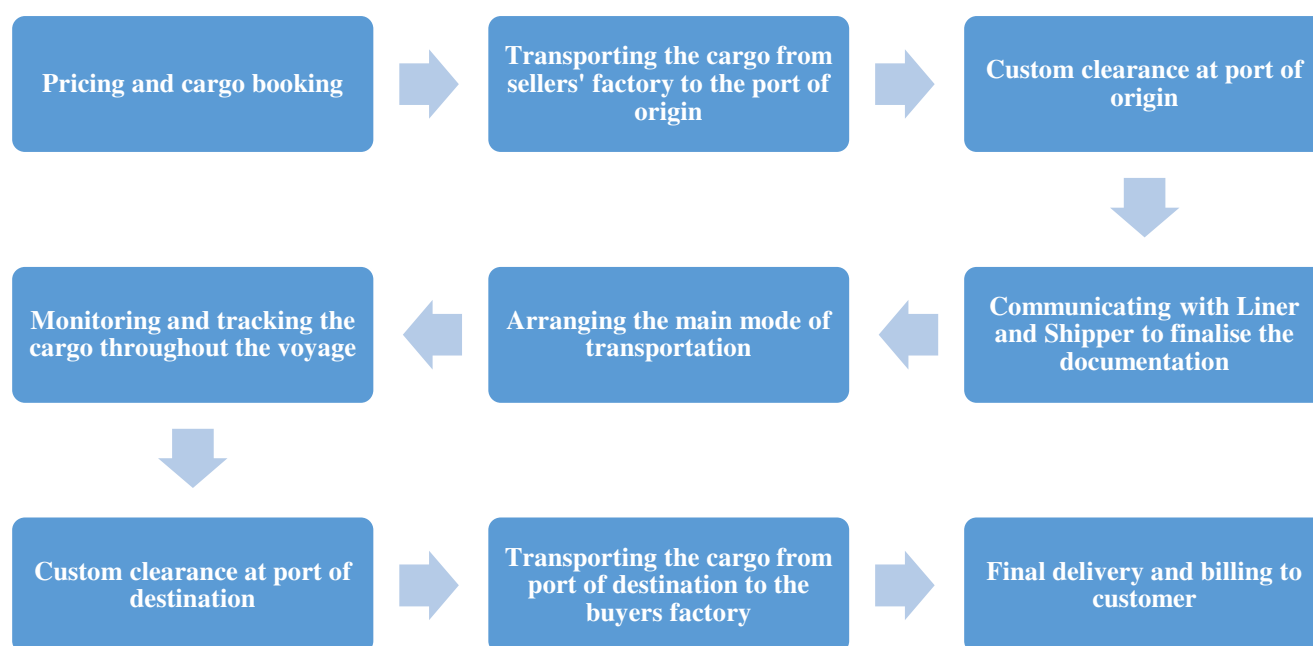 Pricing and cargo booking
Transporting the cargo from
sellers' factory to the port of
origin
Custom clearance at port of
origin
Communicating with Liner
and Shipper to finalise the
documentation
Arranging the main mode of
transportation
Monitoring and tracking the
cargo throughout the voyage
Custom clearance at port of
destination
Transporting the cargo from
port of destination to the
buyers factory
Final delivery and billing to
customer